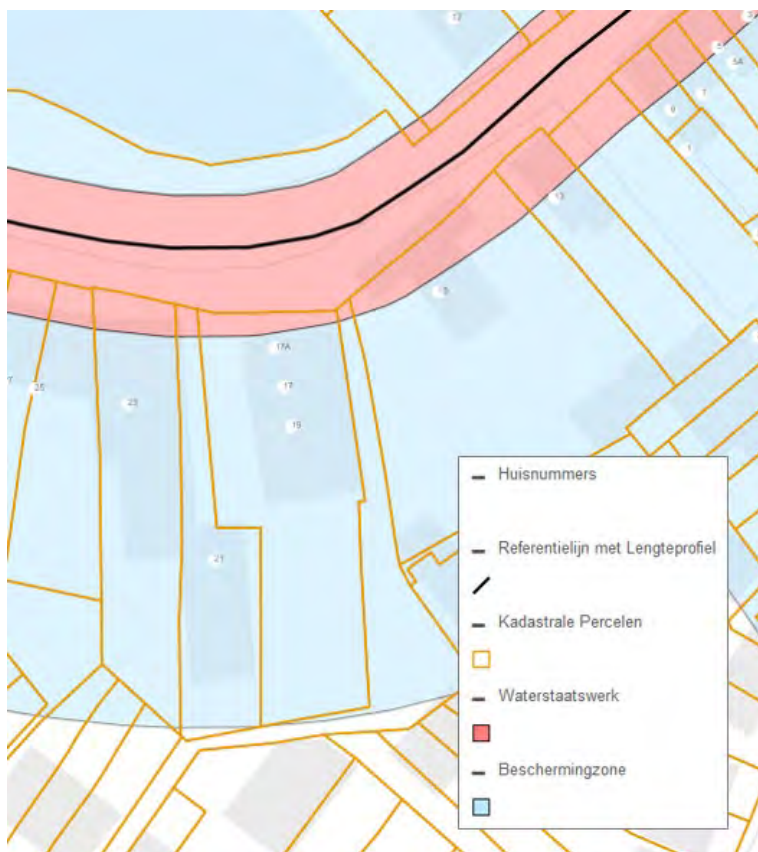 12
5
5A
7
9
1
13
15
17A
17
19
25
23
21
Huisnummers
Referentielijn met Lengteprofiel
Kadastrale Percelen
Waterstaatswerk
Beschermingzone